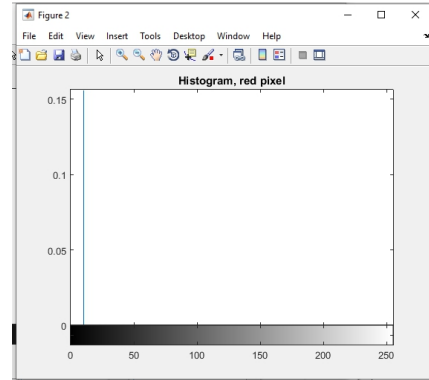 Figure 2
File Edit View Insert Tools Desktop Window Help
Histogram, red pixel
0.15
0.1
0.05
0
0 50 100 150 200 250